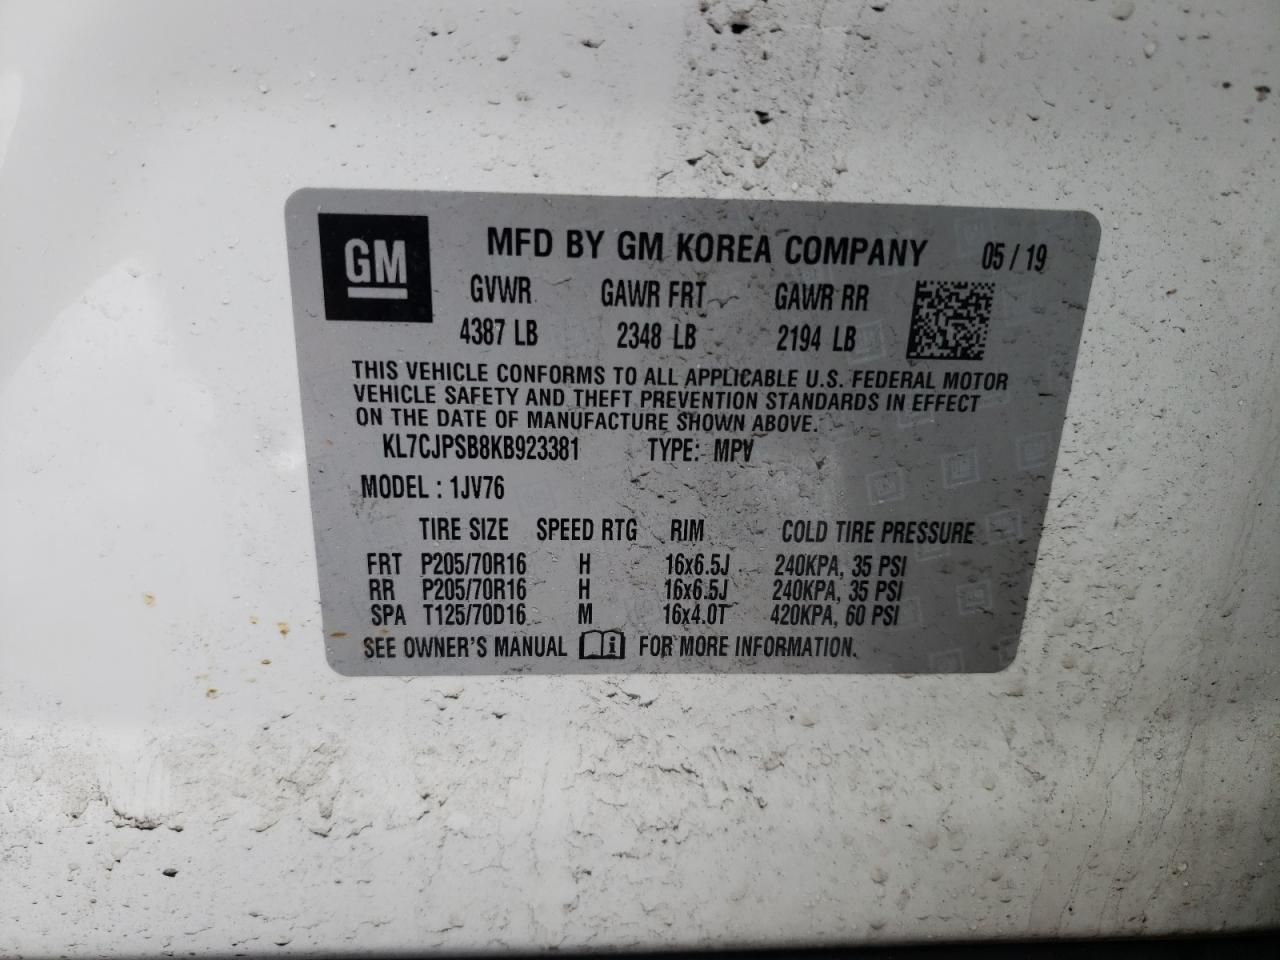 GM
MFD BY GM KOREA COMPANY 05 / 19
GVWR GAWR FRT GAWR RR
4387 LB 2348 LB 2194 LB
THIS VEHICLE CONFORMS TO ALL APPLICABLE U.S. FEDERAL MOTOR
VEHICLE SAFETY AND THEFT PREVENTION STANDARDS IN EFFECT
ON THE DATE OF MANUFACTURE SHOWN ABOVE.
KL7CJPSB8KB923381 TYPE: MPV
MODEL : 1JV76
TIRE SIZE SPEED RTG RIM COLD TIRE PRESSURE
FRT P205/70R16 H 16x6.5J 240KPA, 35 PSI
RR P205/70R16 H 16x6.5J 240KPA, 35 PSI
SPA T125/70D16 M 16x4.0T 420KPA, 60 PSI
SEE OWNER'S MANUAL i FOR MORE INFORMATION.